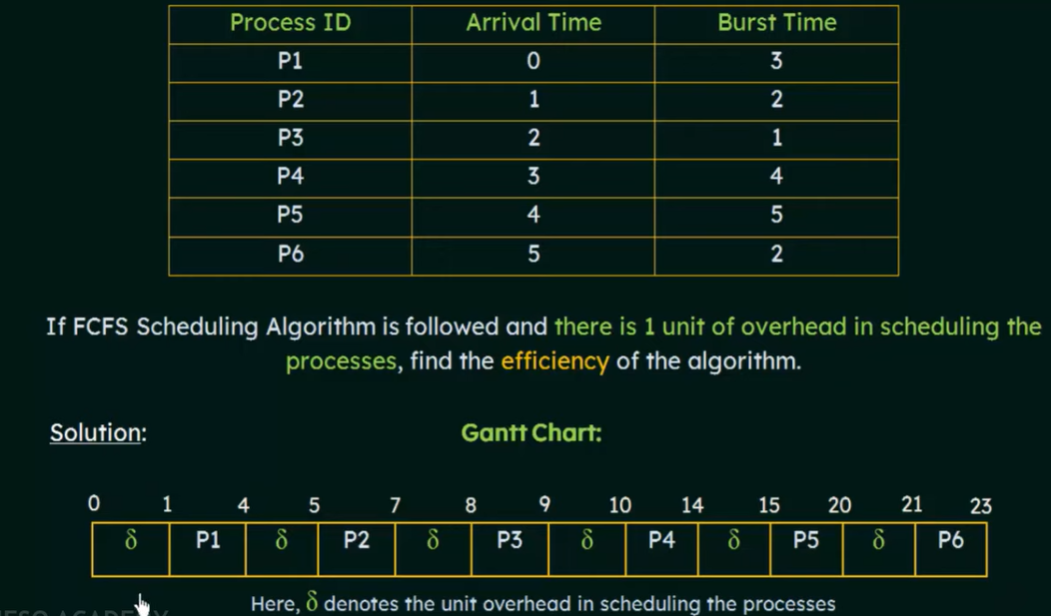 Process ID Arrival Time Burst Time
P1 0 3
P2 1 2
P3 2 1
P4 3 4
P5 4 5
P6 5 2
If FCFS Scheduling Algorithm is followed and there is 1 unit of overhead in scheduling the
processes, find the efficiency of the algorithm.
Solution: Gantt Chart:
0 1 4 5 7 8 9 10 14 15 20 21 23
δ P1 δ P2 δ P3 δ P4 δ P5 δ P6
Here, δ denotes the unit overhead in scheduling the processes